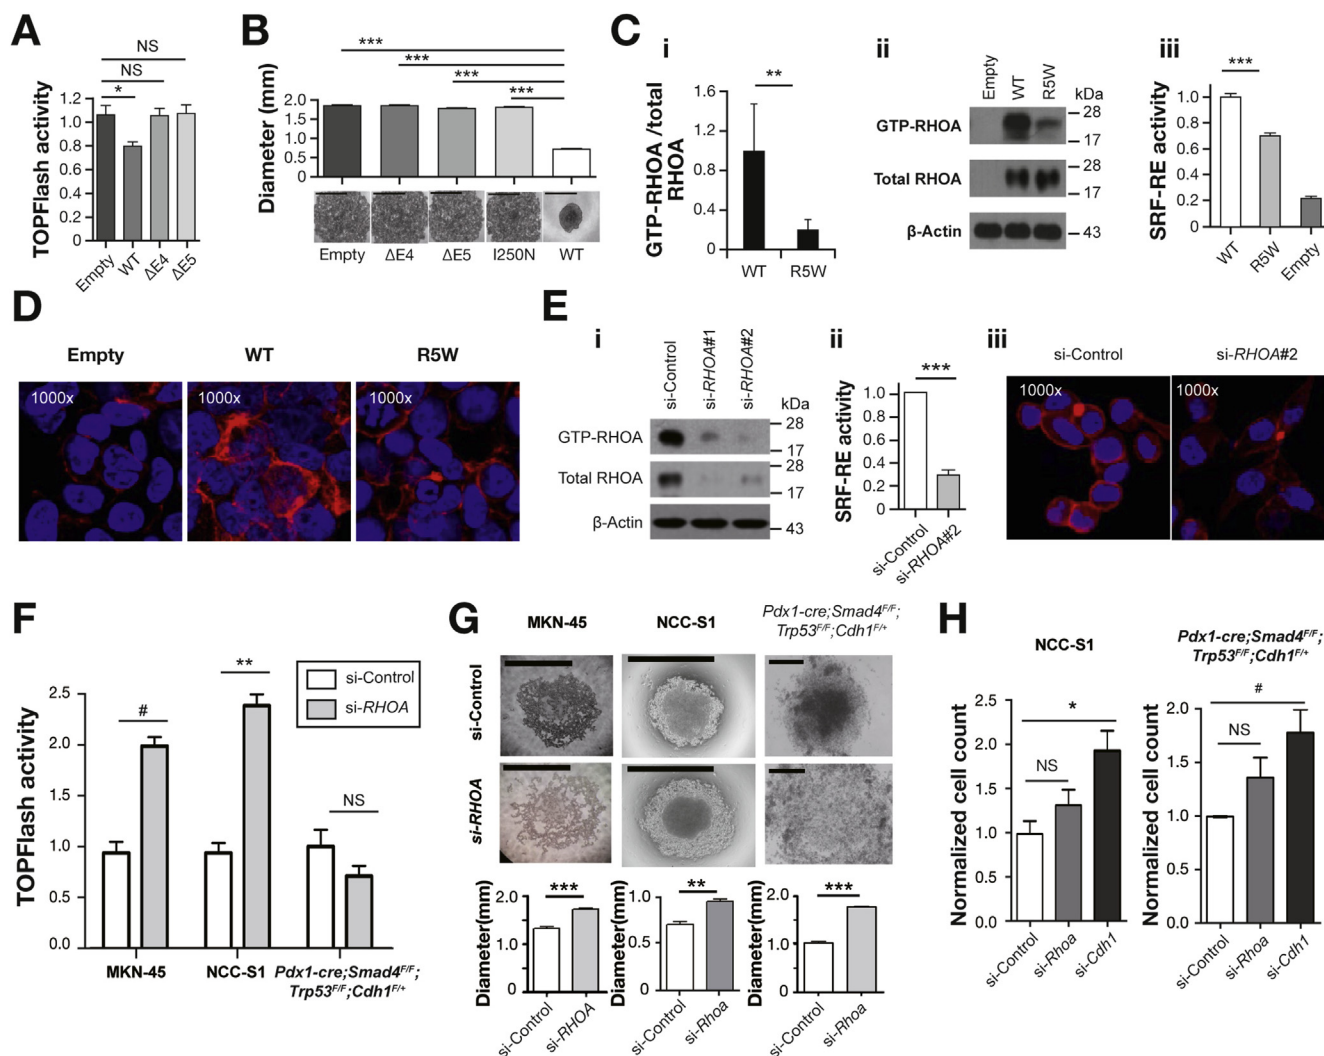 A
NS
NS
*
TOPFlash activity
1.2
1.0
0.8
0.6
0.4
0.2
0
Empty
WT
ΔE4
ΔE5
B
***
***
***
***
Diameter (mm)
2.0
1.5
1.0
0.5
0
Empty
ΔE4
ΔE5
I250N
WT
C
i
GTP-RHOA /total
RHOA
**
1.6
1.2
0.8
0.4
0
WT
R5W
ii
Empty
WT
R5W
kDa
GTP-RHOA
28
17
Total RHOA
28
17
β-Actin
43
iii
***
SRF-RE activity
1.0
0.8
0.6
0.4
0.2
0
WT
R5W
Empty
D
Empty
WT
R5W
1000x
1000x
1000x
E
i
si-Control
si-RHOA#1
si-RHOA#2
kDa
GTP-RHOA
28
17
Total RHOA
28
17
β-Actin
43
ii
***
SRF-RE activity
1.0
0.8
0.6
0.4
0.2
0
si-Control
si-RHOA#2
iii
si-Control
si-RHOA#2
1000x
1000x
F
si-Control
si-RHOA
TOPFlash activity
2.5
2.0
1.5
1.0
0.5
0.0
#
**
NS
MKN-45
NCC-S1
Pdx1-cre;Smad4F/F;
Trp53F/F;Cdh1F/+
G
MKN-45
NCC-S1
Pdx1-cre;Smad4F/F;
Trp53F/F;Cdh1F/+
si-Control
si-RHOA
Diameter(mm)
2.0
1.0
0
***
si-Control
si-RHOA
Diameter(mm)
1.0
0.5
0
**
si-Control
si-Rhoa
Diameter(mm)
2.0
1.0
0
***
si-Control
si-Rhoa
H
NCC-S1
Normalized cell count
2.5
2.0
1.5
1.0
0.5
0.0
*
NS
si-Control
si-Rhoa
si-Cdh1
Pdx1-cre;Smad4F/F;
Trp53F/F;Cdh1F/+
Normalized cell count
2.0
1.5
1.0
0.5
0.0
#
NS
si-Control
si-Rhoa
si-Cdh1